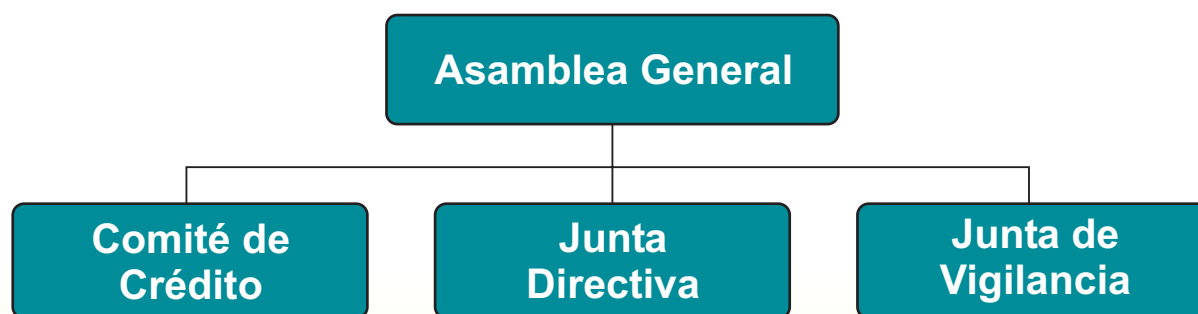 Asamblea General
Comité de
Crédito
Junta
Directiva
Junta de
Vigilancia